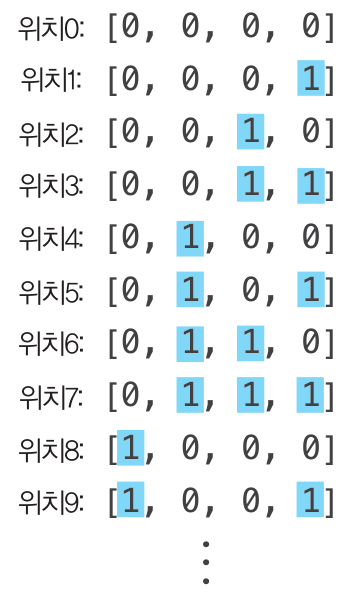 위치0: [0, 0, 0, 0]
위치1: [0, 0, 0, 1]
위치2: [0, 0, 1, 0]
위치3: [0, 0, 1, 1]
위치4: [0, 1, 0, 0]
위치5: [0, 1, 0, 1]
위치6: [0, 1, 1, 0]
위치7: [0, 1, 1, 1]
위치8: [1, 0, 0, 0]
위치9: [1, 0, 0, 1]
⋮